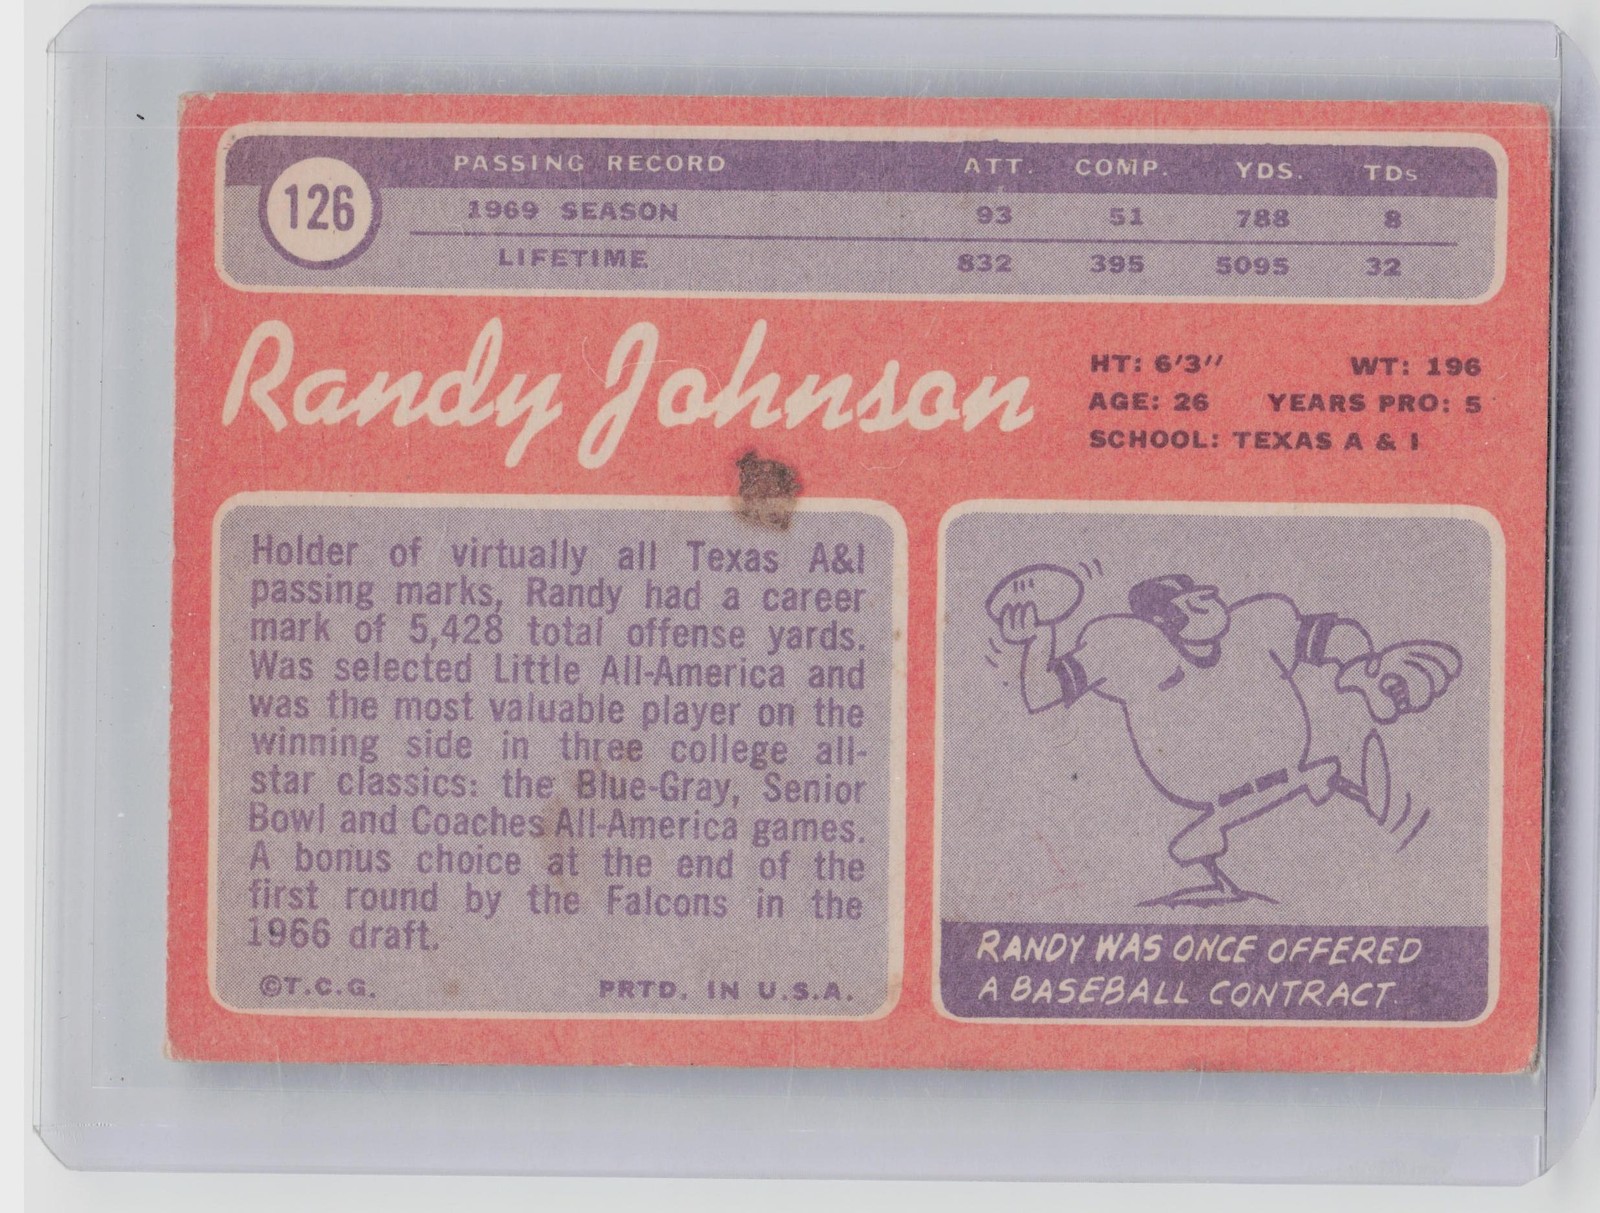 126
PASSING RECORD ATT. COMP. YDS. TDs
1969 SEASON 93 51 788 8
LIFETIME 832 395 5095 32
Randy Johnson
HT: 6'3" WT: 196
AGE: 26 YEARS PRO: 5
SCHOOL: TEXAS A & I
Holder of virtually all Texas A&I
passing marks, Randy had a career
mark of 5,428 total offense yards.
Was selected Little All-America and
was the most valuable player on the
winning side in three college all-
star classics: the Blue-Gray, Senior
Bowl and Coaches All-America games.
A bonus choice at the end of the
first round by the Falcons in the
1966 draft.
©T.C.G. PRTD. IN U.S.A.
RANDY WAS ONCE OFFERED
A BASEBALL CONTRACT.